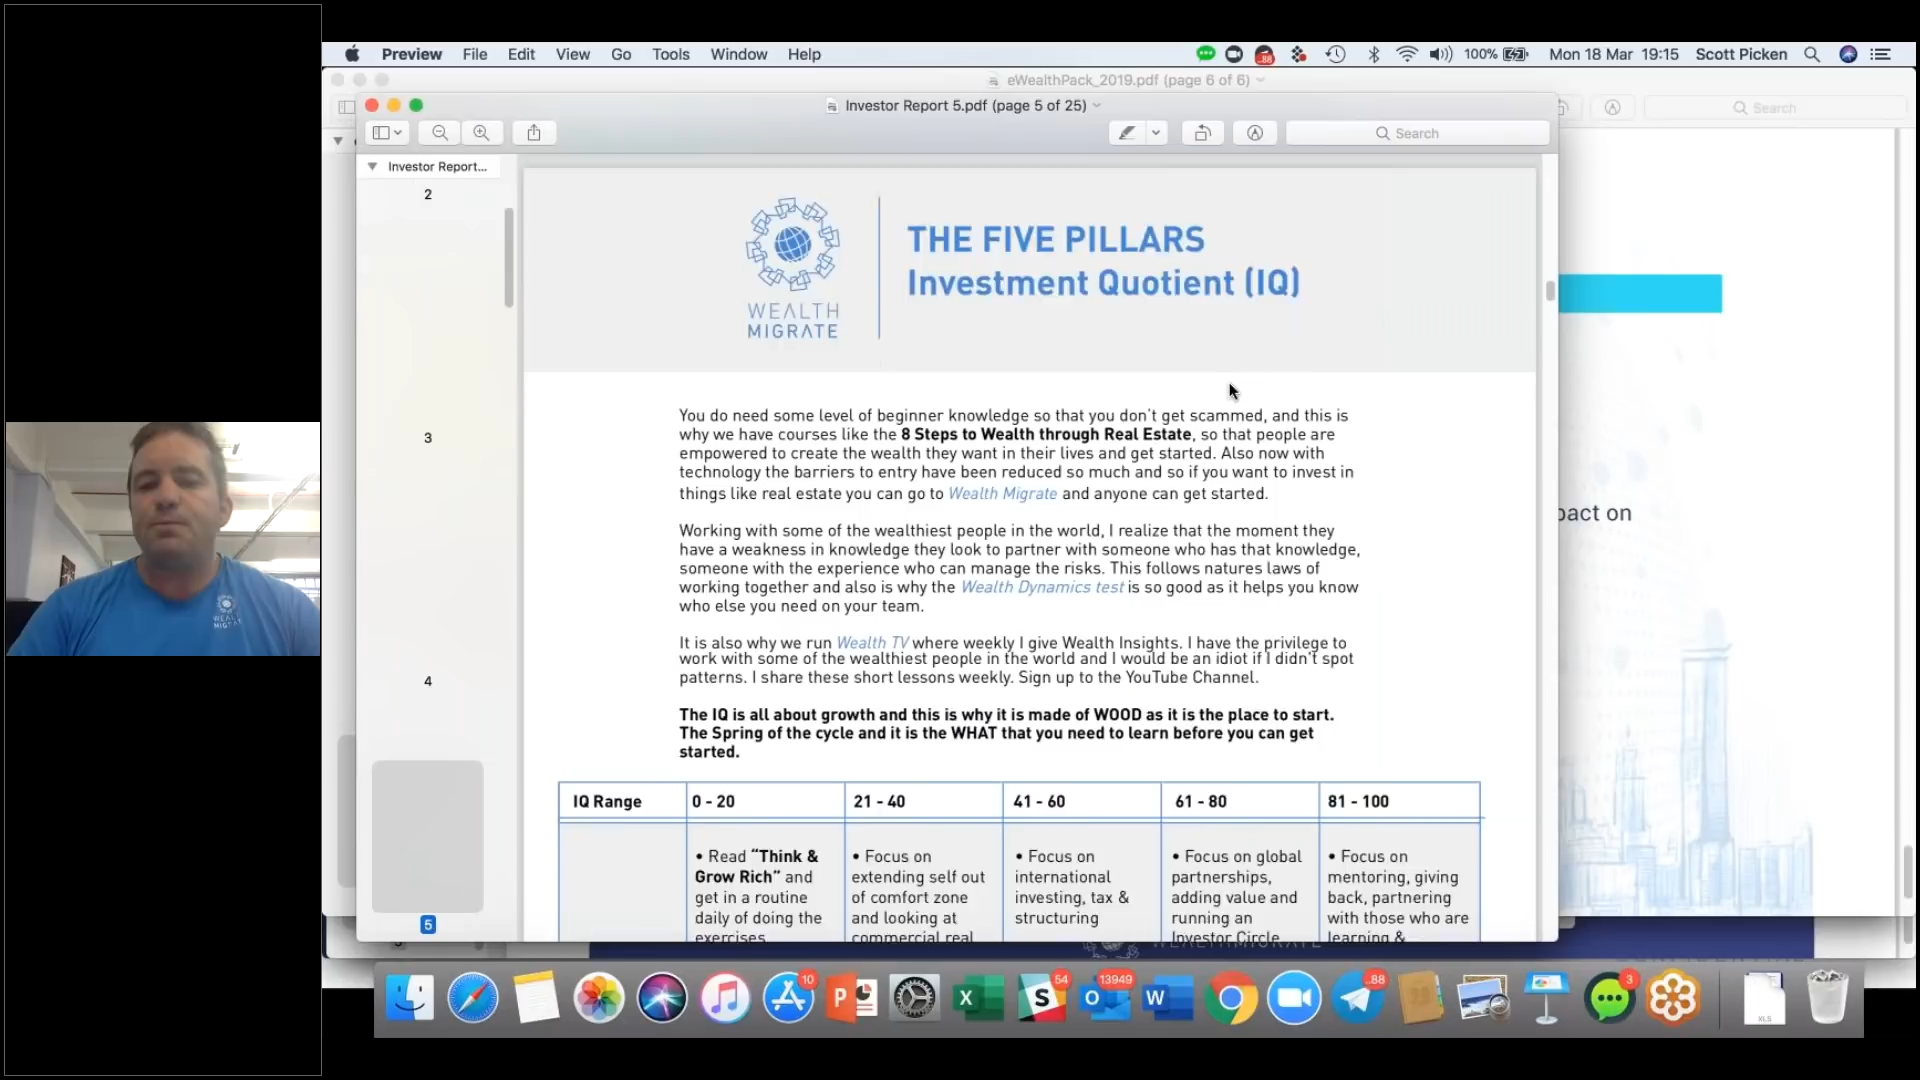 Preview File Edit View Go Tools Window Help
100% Mon 18 Mar 19:15 Scott Picken
eWealthPack_2019.pdf (page 6 of 6)
Search
Investor Report 5.pdf (page 5 of 25)
Search
Investor Report...
2
3
4
5
WEALTH
MIGRATE
THE FIVE PILLARS
Investment Quotient (IQ)
You do need some level of beginner knowledge so that you don't get scammed, and this is
why we have courses like the 8 Steps to Wealth through Real Estate, so that people are
empowered to create the wealth they want in their lives and get started. Also now with
technology the barriers to entry have been reduced so much and so if you want to invest in
things like real estate you can go to Wealth Migrate and anyone can get started.
Working with some of the wealthiest people in the world, I realize that the moment they
have a weakness in knowledge they look to partner with someone who has that knowledge,
someone with the experience who can manage the risks. This follows natures laws of
working together and also is why the Wealth Dynamics test is so good as it helps you know
who else you need on your team.
It is also why we run Wealth TV where weekly I give Wealth Insights. I have the privilege to
work with some of the wealthiest people in the world and I would be an idiot if I didn't spot
patterns. I share these short lessons weekly. Sign up to the YouTube Channel.
The IQ is all about growth and this is why it is made of WOOD as it is the place to start.
The Spring of the cycle and it is the WHAT that you need to learn before you can get
started.
IQ Range 0 - 20 21 - 40 41 - 60 61 - 80 81 - 100
• Read "Think &
Grow Rich" and
get in a routine
daily of doing the
exercises
• Focus on
extending self out
of comfort zone
and looking at
commercial real
• Focus on
international
investing, tax &
structuring
• Focus on global
partnerships,
adding value and
running an
Investor Circle
• Focus on
mentoring, giving
back, partnering
with those who are
learning &
pact on
WEALTH
MIGRATE
10
54
13949
88
3
XLS